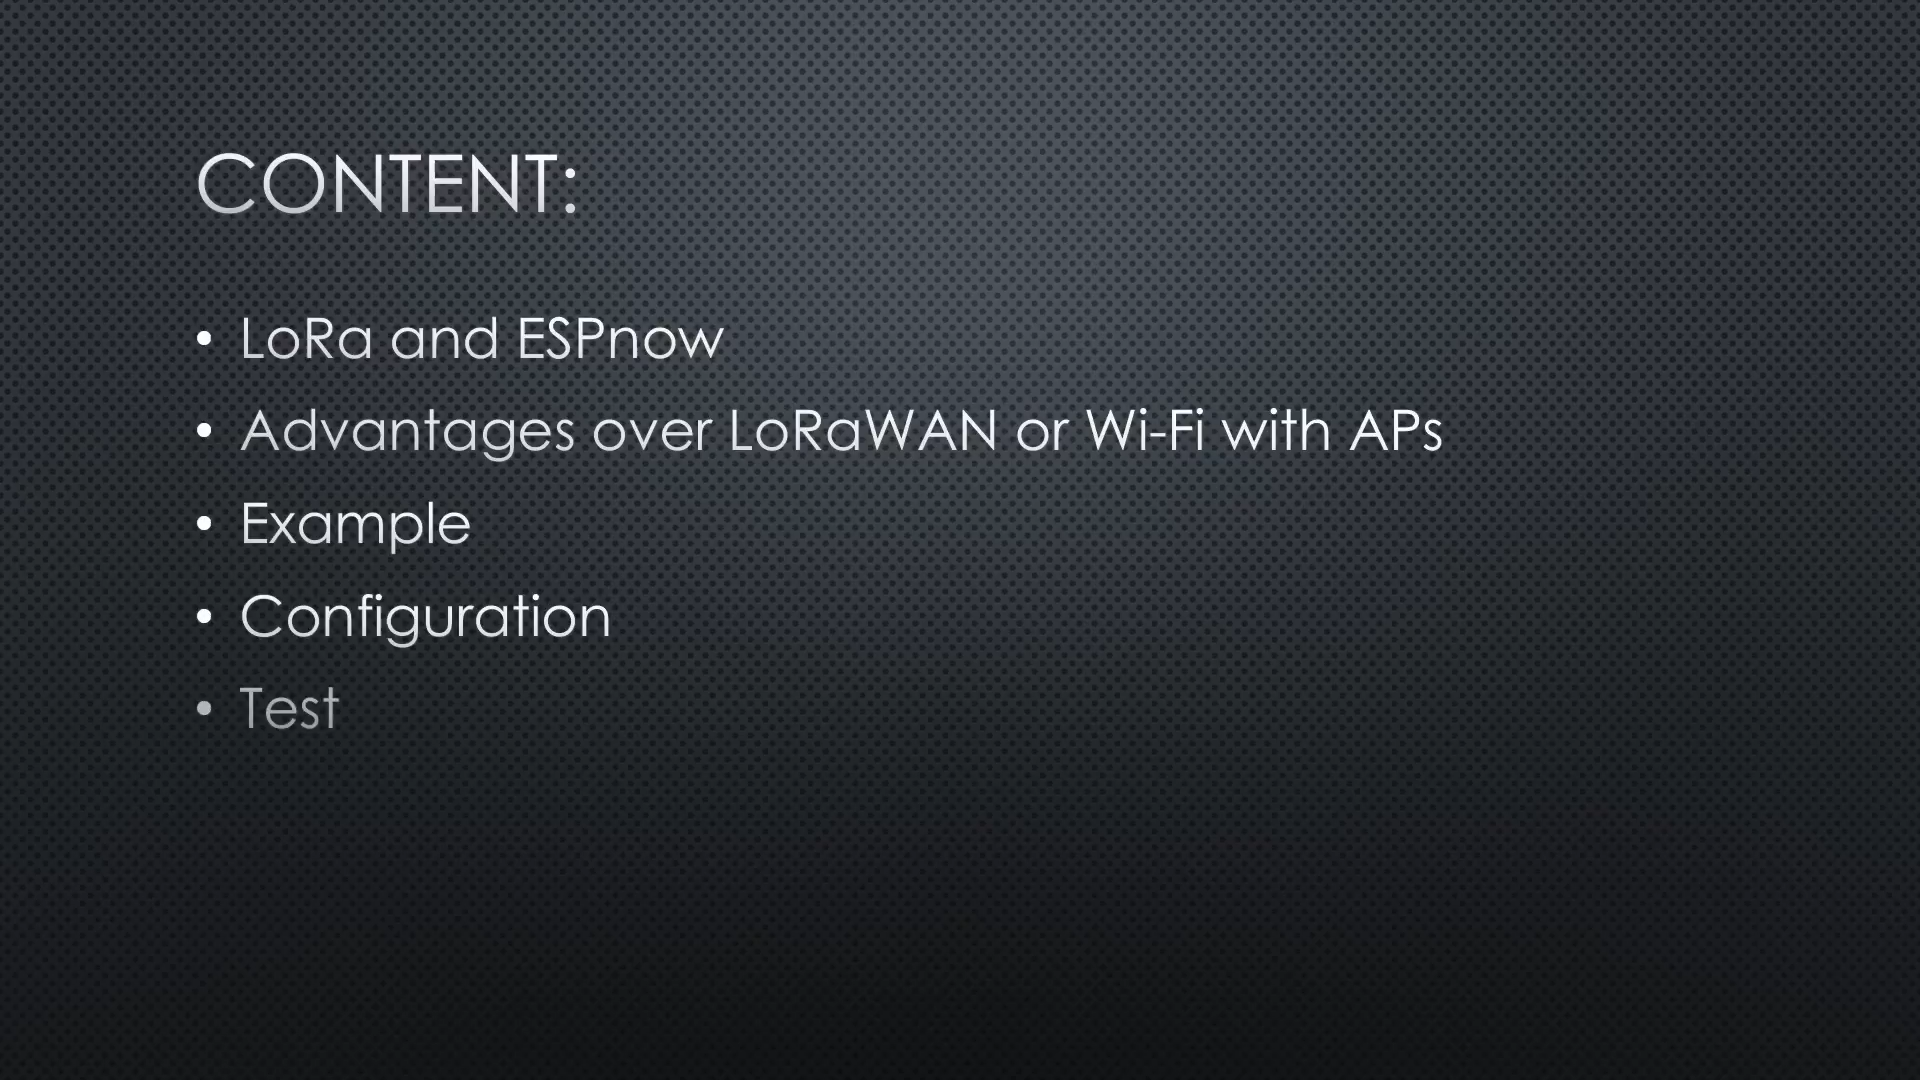 CONTENT:
• LoRa and ESPnow
• Advantages over LoRaWAN or Wi-Fi with APs
• Example
• Configuration
• Test